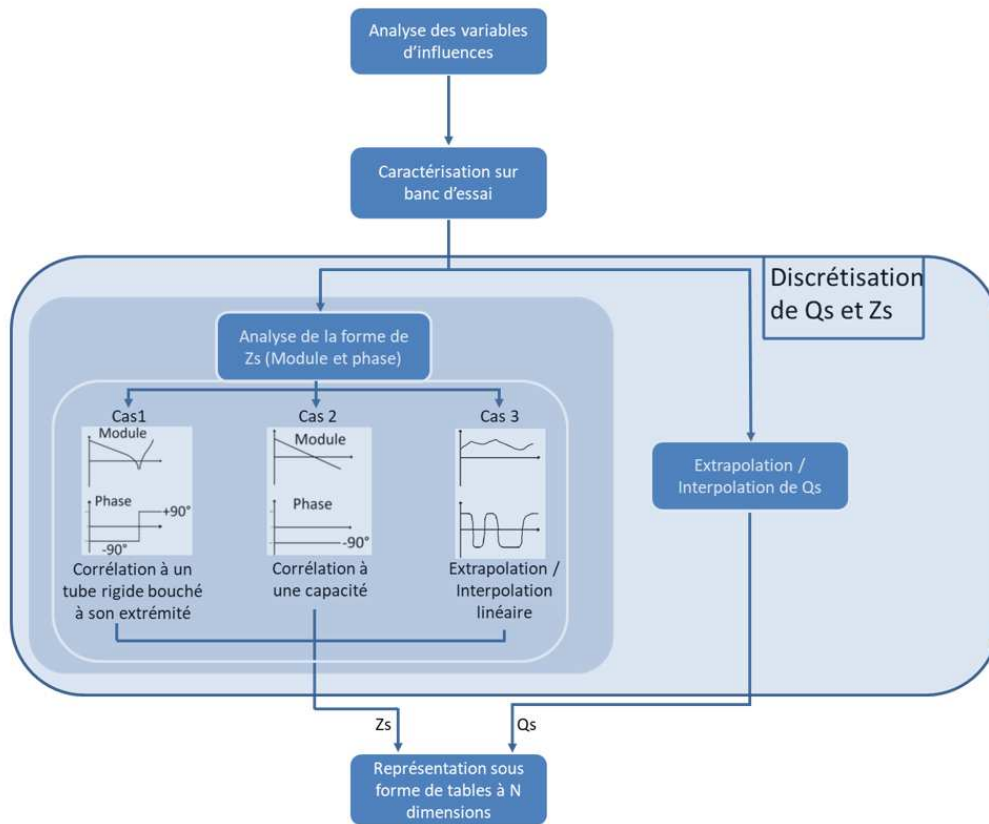 Analyse des variables
d'influences
Caractérisation sur
banc d'essai
Discrétisation
de Qs et Zs
Analyse de la forme de
Zs (Module et phase)
Cas1
Module
Phase
+90°
-90°
Corrélation à un
tube rigide bouché
à son extrémité
Cas 2
Module
Phase
-90°
Corrélation à
une capacité
Cas 3
Extrapolation /
Interpolation
linéaire
Extrapolation /
Interpolation de Qs
Zs
Qs
Représentation sous
forme de tables à N
dimensions